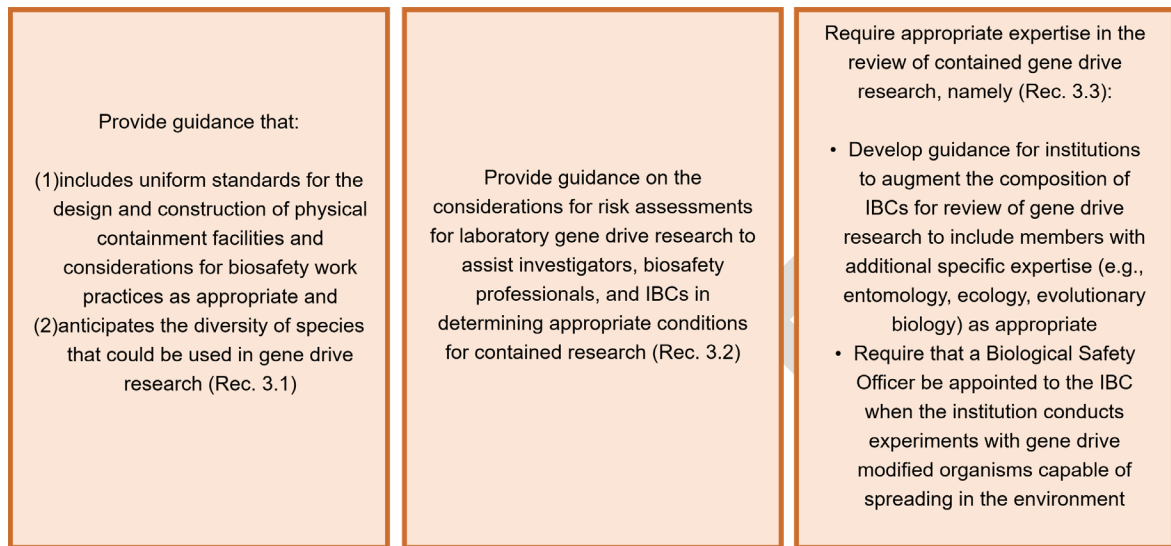 Provide guidance that:
(1)includes uniform standards for the
design and construction of physical
containment facilities and
considerations for biosafety work
practices as appropriate and
(2)anticipates the diversity of species
that could be used in gene drive
research (Rec. 3.1)
Provide guidance on the
considerations for risk assessments
for laboratory gene drive research to
assist investigators, biosafety
professionals, and IBCs in
determining appropriate conditions
for contained research (Rec. 3.2)
Require appropriate expertise in the
review of contained gene drive
research, namely (Rec. 3.3):
• Develop guidance for institutions
to augment the composition of
IBCs for review of gene drive
research to include members with
additional specific expertise (e.g.,
entomology, ecology, evolutionary
biology) as appropriate
• Require that a Biological Safety
Officer be appointed to the IBC
when the institution conducts
experiments with gene drive
modified organisms capable of
spreading in the environment